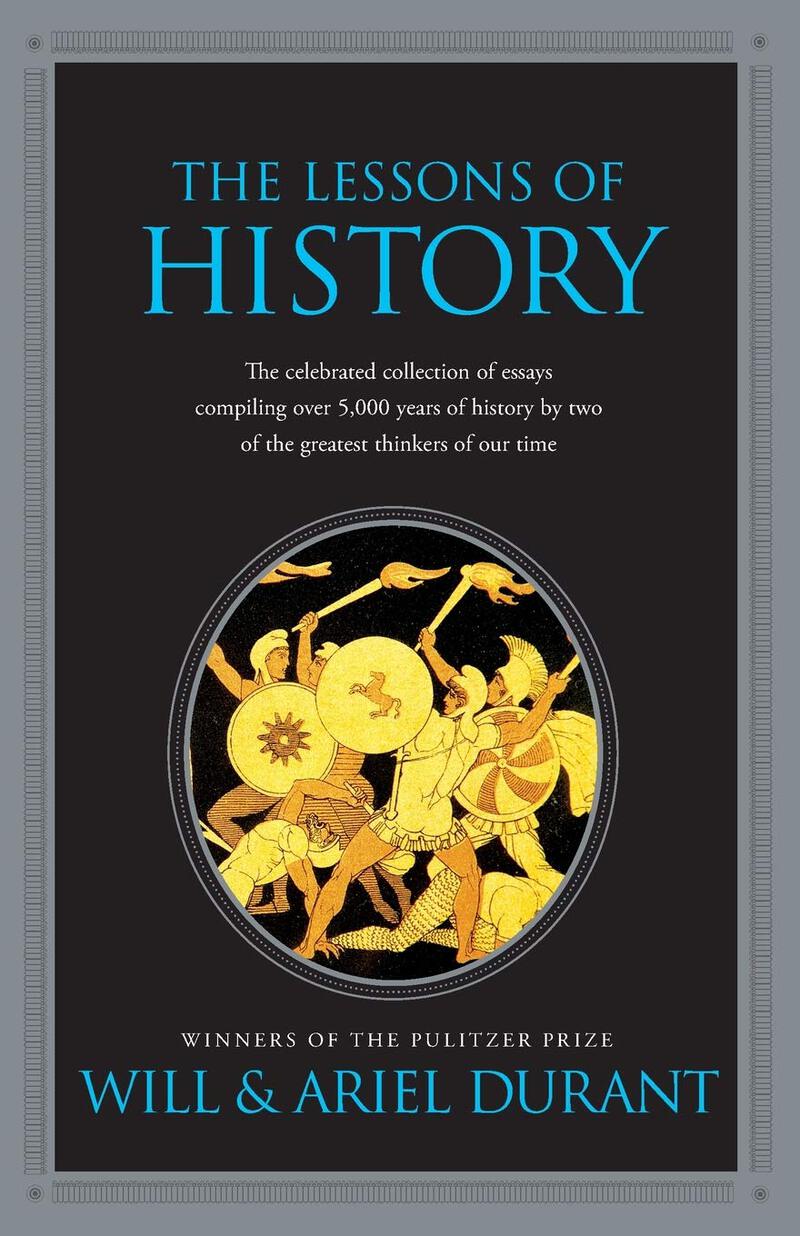 THE LESSONS OF
HISTORY
The celebrated collection of essays
compiling over 5,000 years of history by two
of the greatest thinkers of our time
WINNERS OF THE PULITZER PRIZE
WILL & ARIEL DURANT